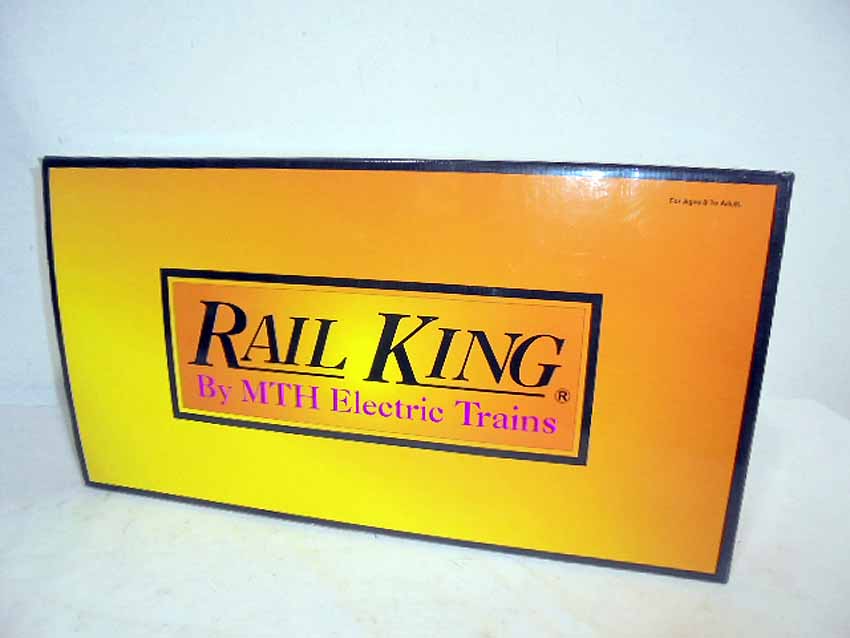 For Ages 8 To Adult.
RAIL KING®
By MTH Electric Trains